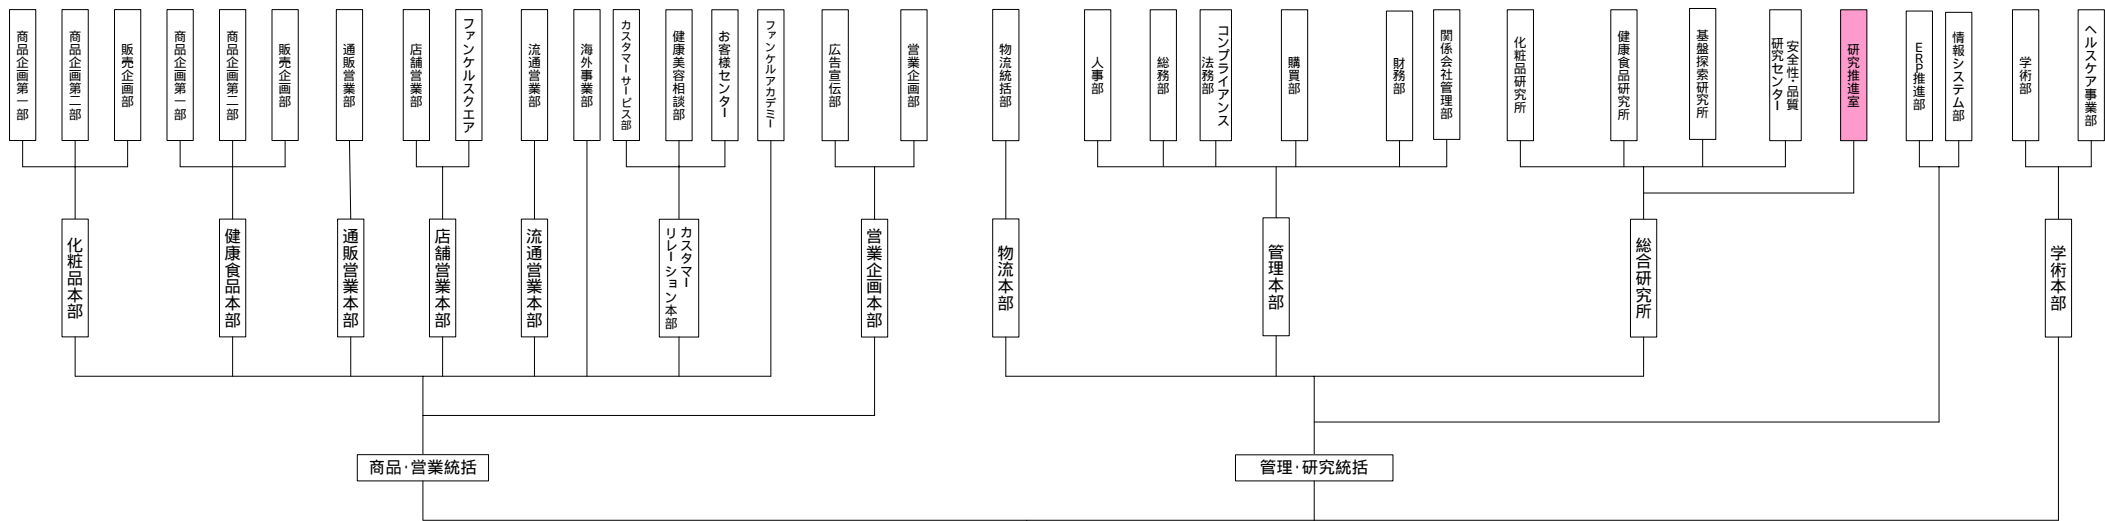 商品企画第一部
商品企画第二部
販売企画部
商品企画第一部
商品企画第二部
販売企画部
通販営業部
店舗営業部
ファンケルスクエア
流通営業部
海外事業部
カスタマーサービス部
健康美容相談部
お客様センター
ファンケルアカデミー
広告宣伝部
営業企画部
物流統括部
人事部
総務部
コンプライアンス
法務部
購買部
財務部
関係会社管理部
化粧品研究所
健康食品研究所
基盤探索研究所
安全性・品質
研究センター
研究推進室
ERP推進部
情報システム部
学術部
ヘルスケア事業部
化粧品本部
健康食品本部
通販営業本部
店舗営業本部
流通営業本部
カスタマー
リレーション本部
営業企画本部
物流本部
管理本部
総合研究所
学術本部
商品・営業統括
管理・研究統括